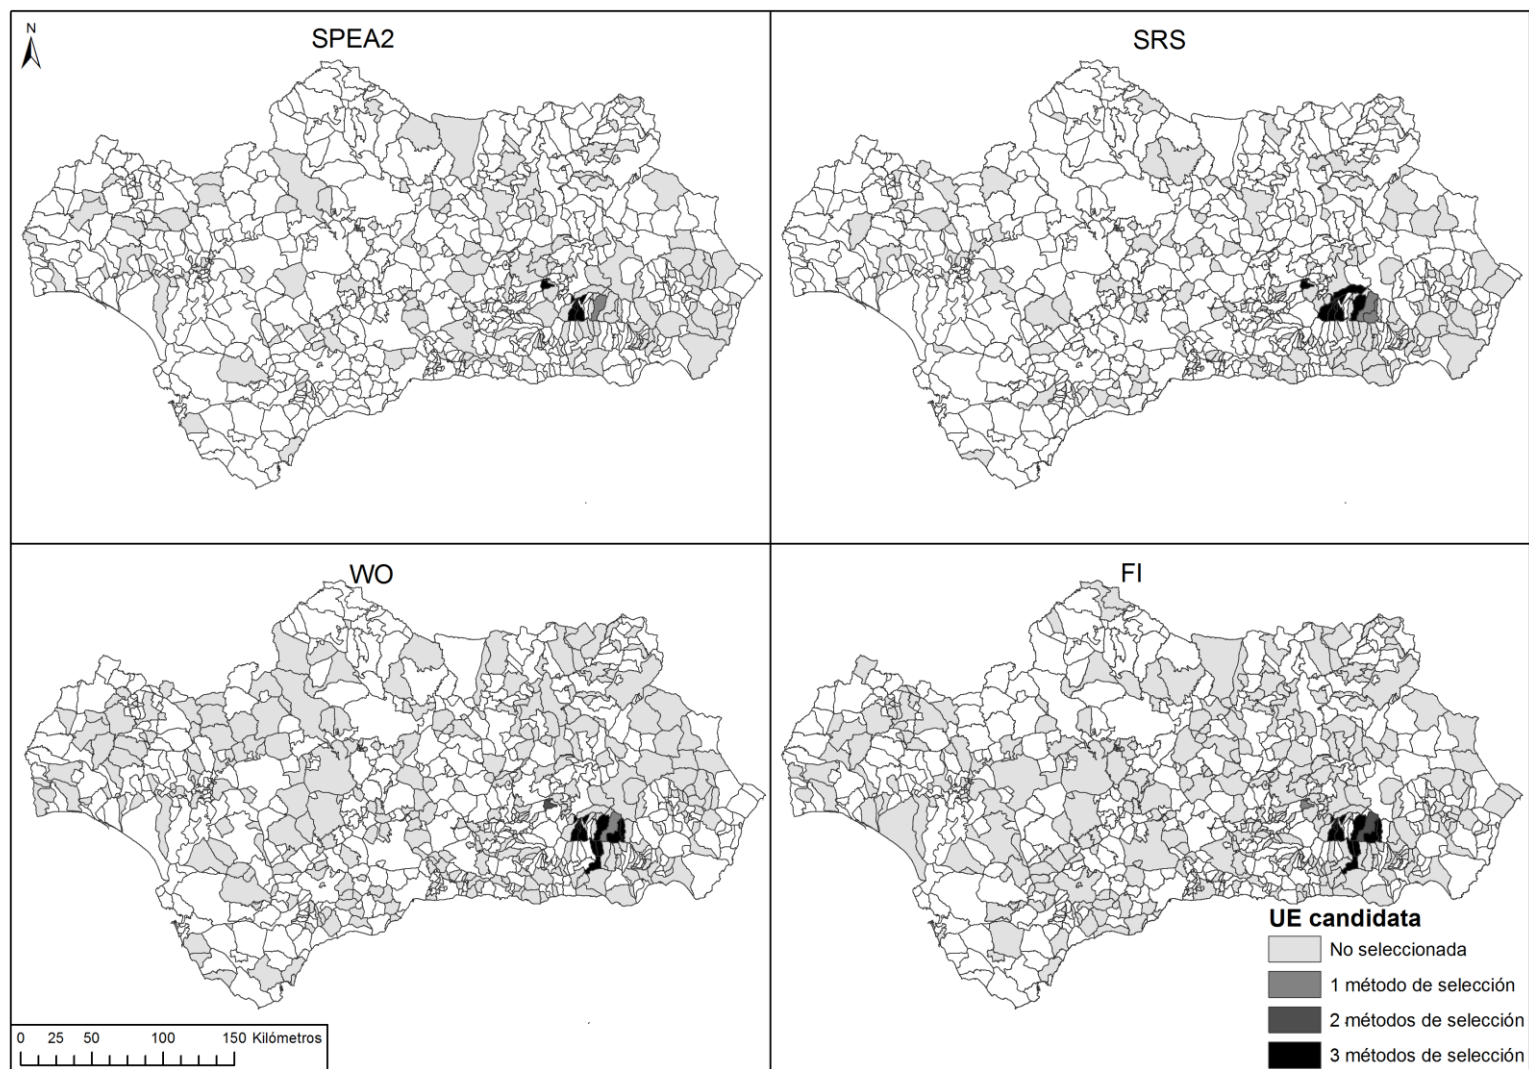 N
SPEA2
SRS
WO
FI
UE candidata
No seleccionada
1 método de selección
2 métodos de selección
3 métodos de selección
0 25 50 100 150 Kilómetros